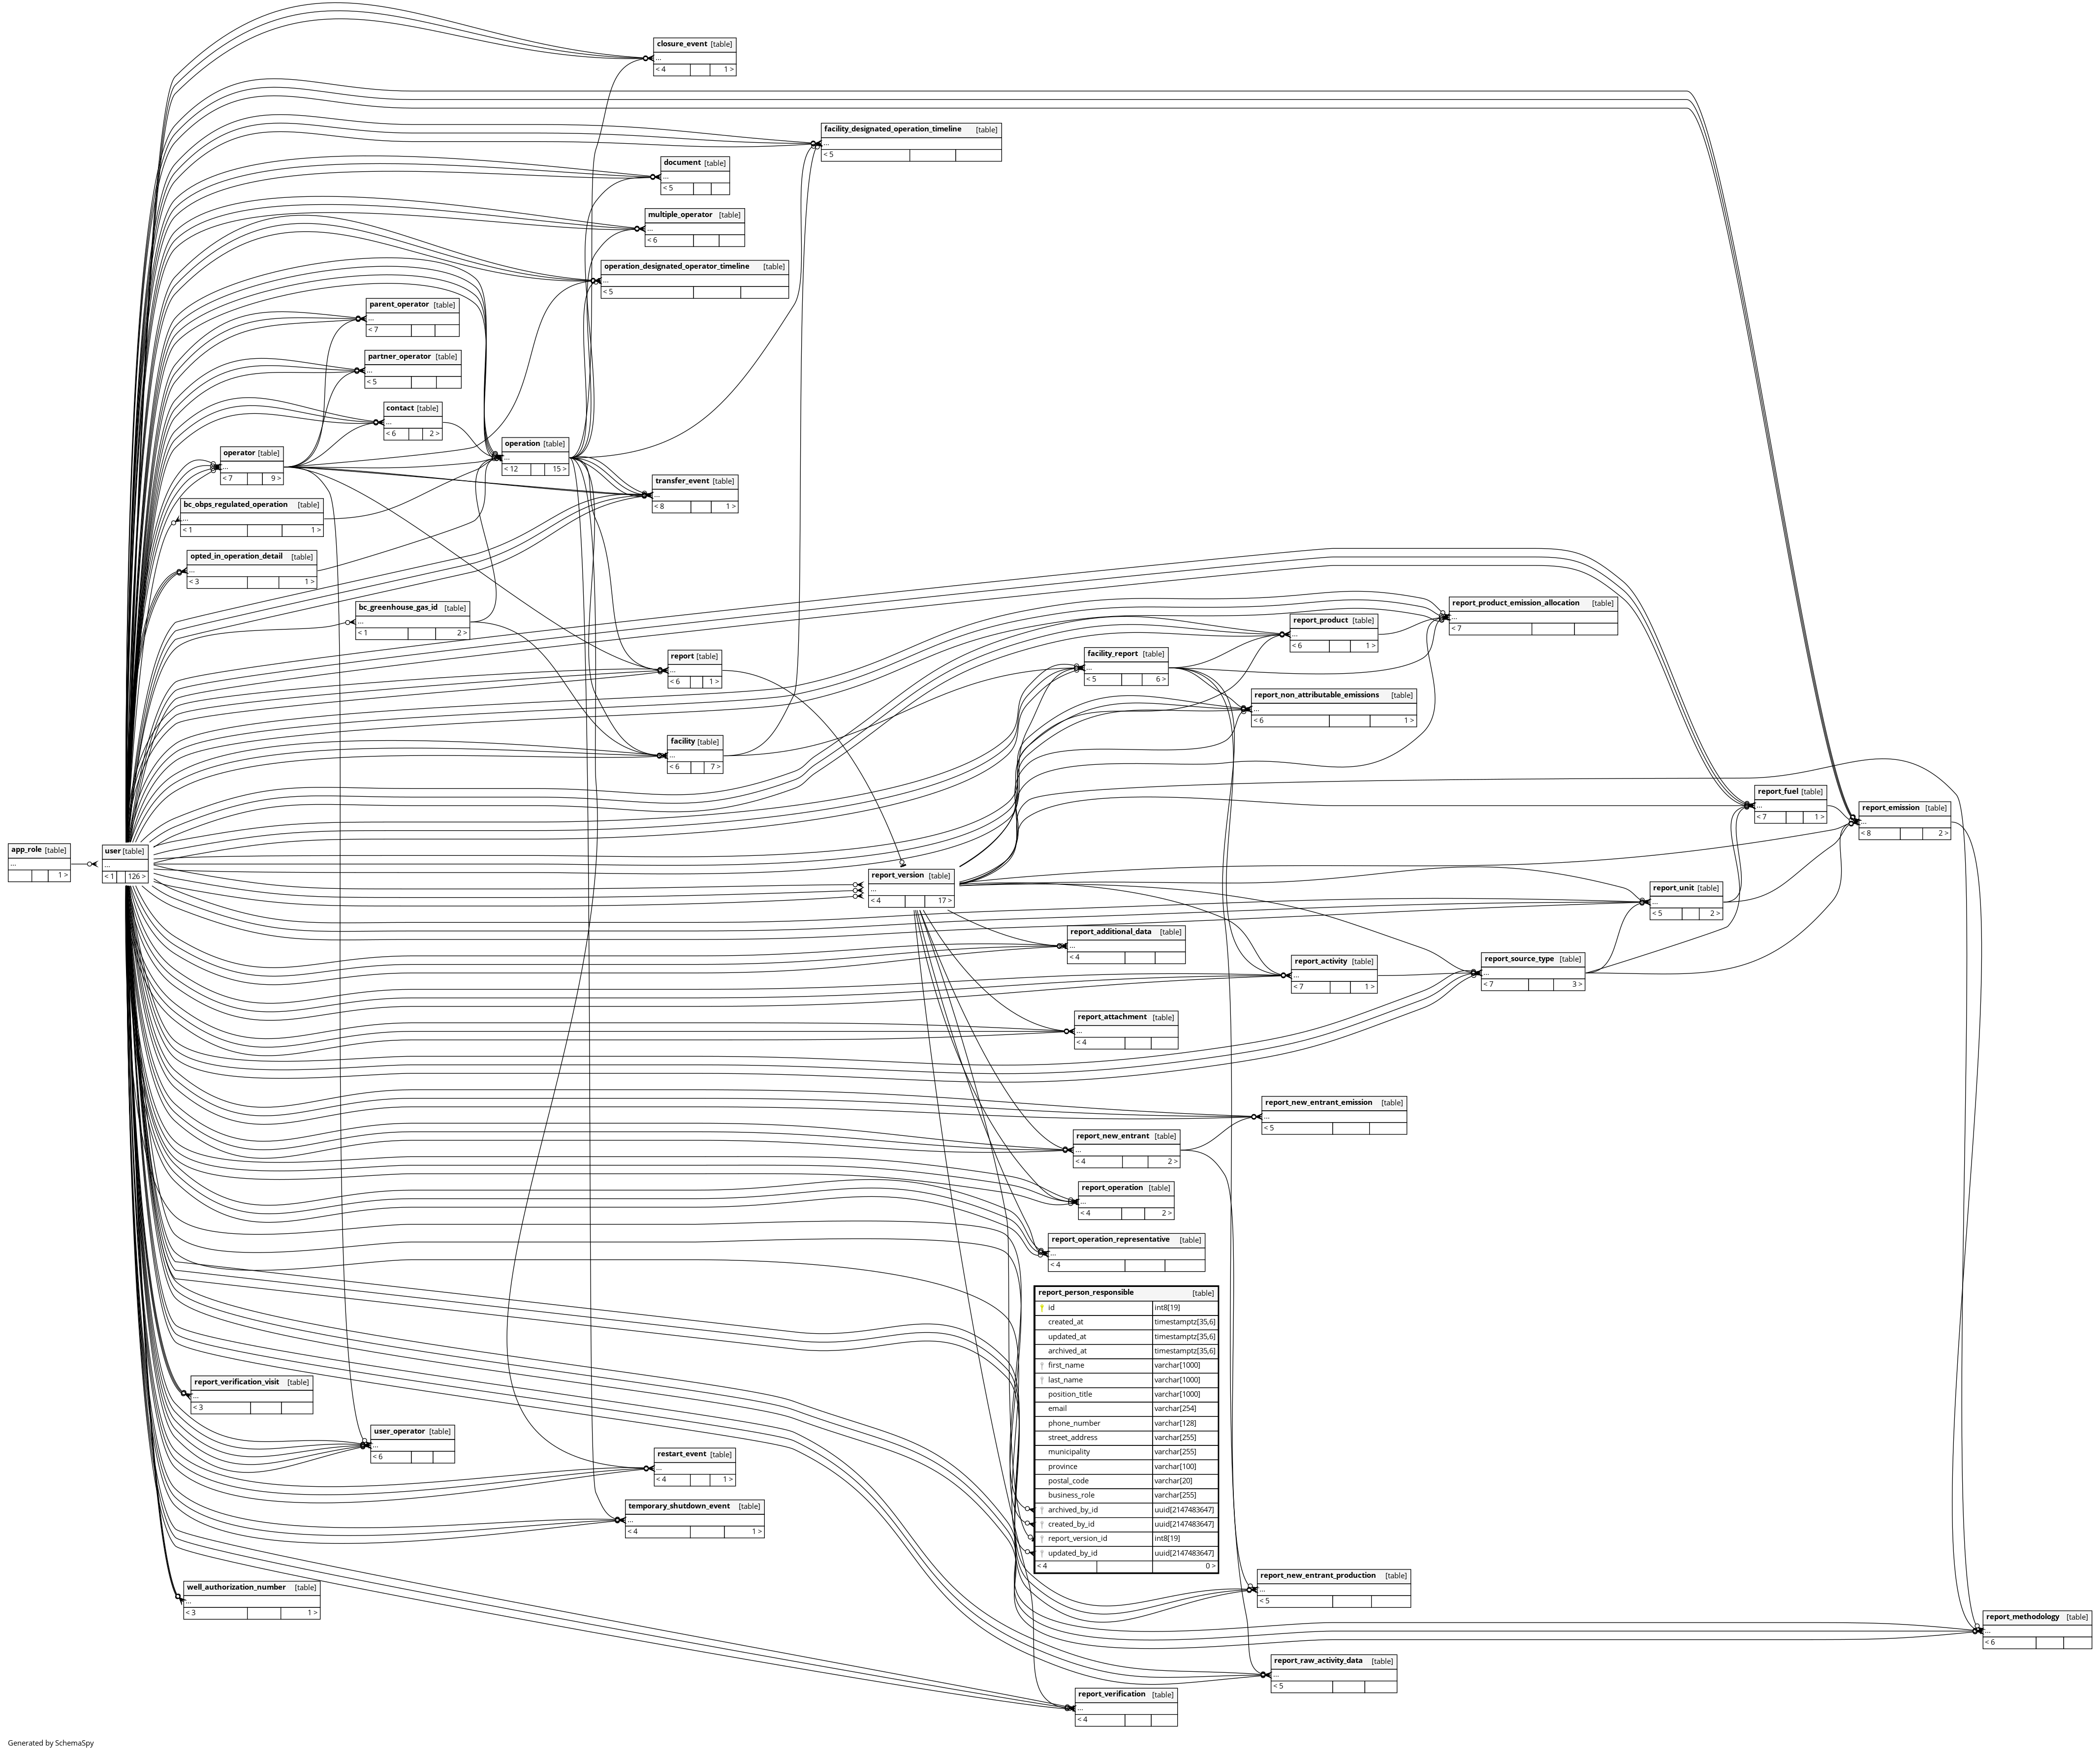 closure_event [table]
...
< 4 1 >
facility_designated_operation_timeline [table]
...
< 5
document [table]
...
< 5
multiple_operator [table]
...
< 6
operation_designated_operator_timeline [table]
...
< 5
parent_operator [table]
...
< 7
partner_operator [table]
...
< 5
contact [table]
...
< 6 2 >
operation [table]
...
< 12 15 >
operator [table]
...
< 7 9 >
transfer_event [table]
...
< 8 1 >
bc_obps_regulated_operation [table]
...
< 1 1 >
opted_in_operation_detail [table]
...
< 3 1 >
bc_greenhouse_gas_id [table]
...
< 1 2 >
report_product_emission_allocation [table]
...
< 7
report_product [table]
...
< 6 1 >
report [table]
...
< 6 1 >
facility_report [table]
...
< 5 6 >
report_non_attributable_emissions [table]
...
< 6 1 >
facility [table]
...
< 6 7 >
report_fuel [table]
...
< 7 1 >
report_emission [table]
...
< 8 2 >
app_role [table]
...
1 >
user [table]
...
< 1 126 >
report_version [table]
...
< 4 17 >
report_unit [table]
...
< 5 2 >
report_additional_data [table]
...
< 4
report_activity [table]
...
< 7 1 >
report_source_type [table]
...
< 7 3 >
report_attachment [table]
...
< 4
report_new_entrant_emission [table]
...
< 5
report_new_entrant [table]
...
< 4 2 >
report_operation [table]
...
< 4 2 >
report_operation_representative [table]
...
< 4
report_person_responsible [table]
id int8[19]
created_at timestamptz[35,6]
updated_at timestamptz[35,6]
archived_at timestamptz[35,6]
first_name varchar[1000]
last_name varchar[1000]
position_title varchar[1000]
email varchar[254]
phone_number varchar[128]
street_address varchar[255]
municipality varchar[255]
province varchar[100]
postal_code varchar[20]
business_role varchar[255]
archived_by_id uuid[2147483647]
created_by_id uuid[2147483647]
report_version_id int8[19]
updated_by_id uuid[2147483647]
< 4 0 >
report_verification_visit [table]
...
< 3
user_operator [table]
...
< 6
restart_event [table]
...
< 4 1 >
temporary_shutdown_event [table]
...
< 4 1 >
well_authorization_number [table]
...
< 3 1 >
report_new_entrant_production [table]
...
< 5
report_methodology [table]
...
< 6
report_raw_activity_data [table]
...
< 5
report_verification [table]
...
< 4
Generated by SchemaSpy